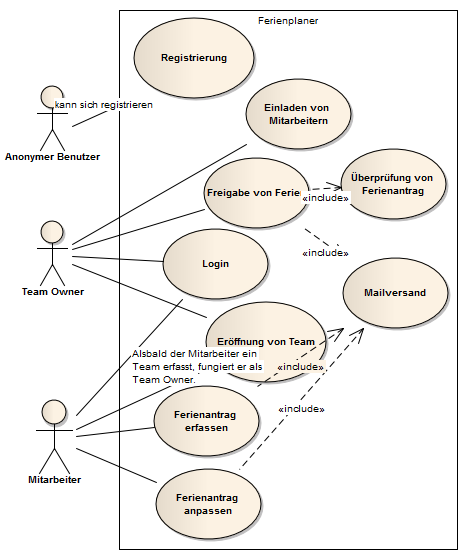 Ferienplaner
Registrierung
kann sich registrieren
Anonymer Benutzer
Einladen von
Mitarbeitern
Freigabe von Ferie
«include»
Überprüfung von
Ferienantrag
«include»
Team Owner
Login
Mailversand
Eröffnung von Team
Alsbald der Mitarbeiter ein
Team erfasst, fungiert er als
Team Owner.
«include»
Ferienantrag
erfassen
«include»
Mitarbeiter
Ferienantrag
anpassen